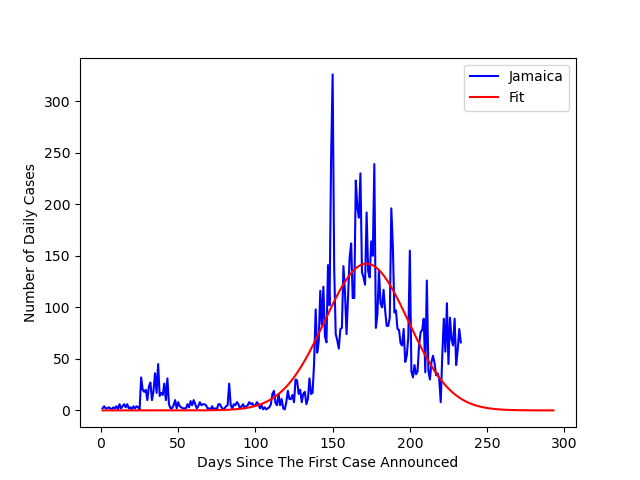 Jamaica
Fit
Number of Daily Cases
300
250
200
150
100
50
0
0 50 100 150 200 250 300
Days Since The First Case Announced